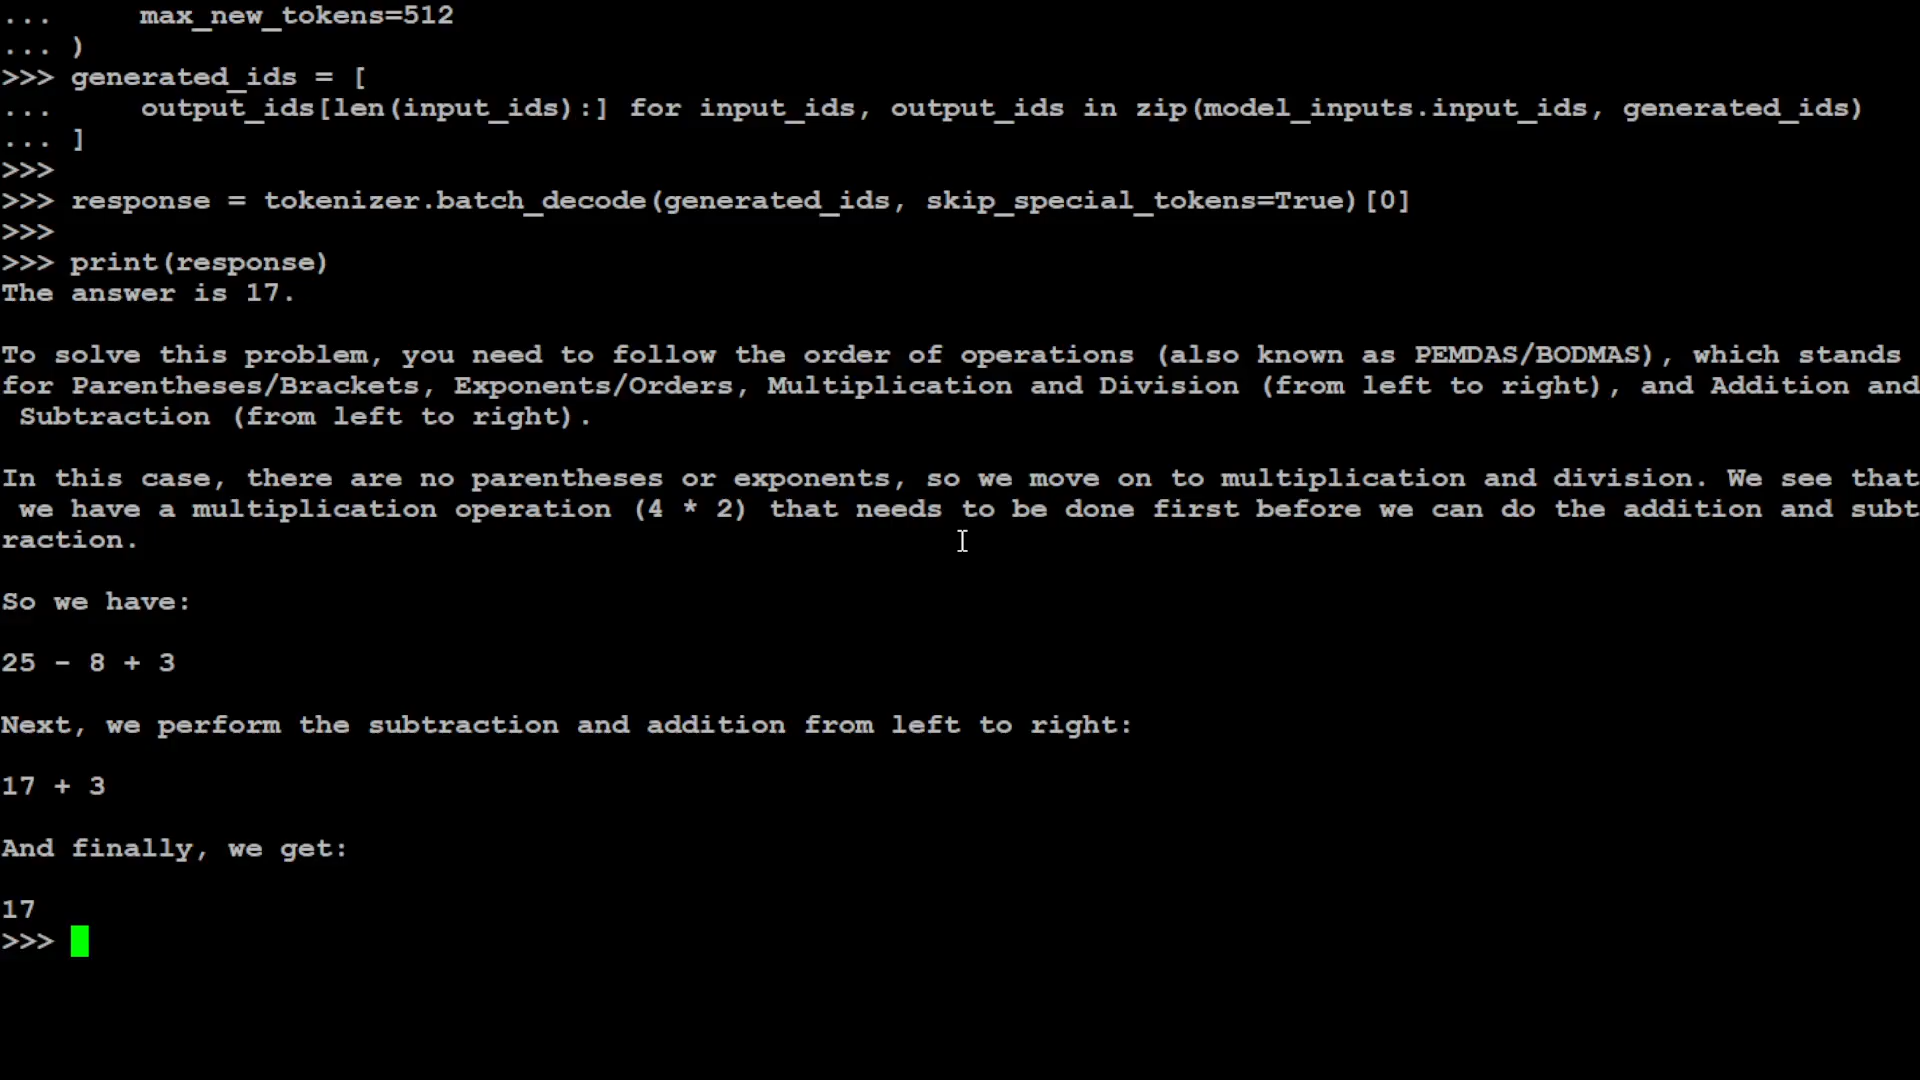 ...     max_new_tokens=512
... )
>>> generated_ids = [
...     output_ids[len(input_ids):] for input_ids, output_ids in zip(model_inputs.input_ids, generated_ids)
... ]
>>>
>>> response = tokenizer.batch_decode(generated_ids, skip_special_tokens=True)[0]
>>>
>>> print(response)
The answer is 17.
To solve this problem, you need to follow the order of operations (also known as PEMDAS/BODMAS), which stands
for Parentheses/Brackets, Exponents/Orders, Multiplication and Division (from left to right), and Addition and
 Subtraction (from left to right).
In this case, there are no parentheses or exponents, so we move on to multiplication and division. We see that
 we have a multiplication operation (4 * 2) that needs to be done first before we can do the addition and subt
raction.
So we have:
25 - 8 + 3
Next, we perform the subtraction and addition from left to right:
17 + 3
And finally, we get:
17
>>>